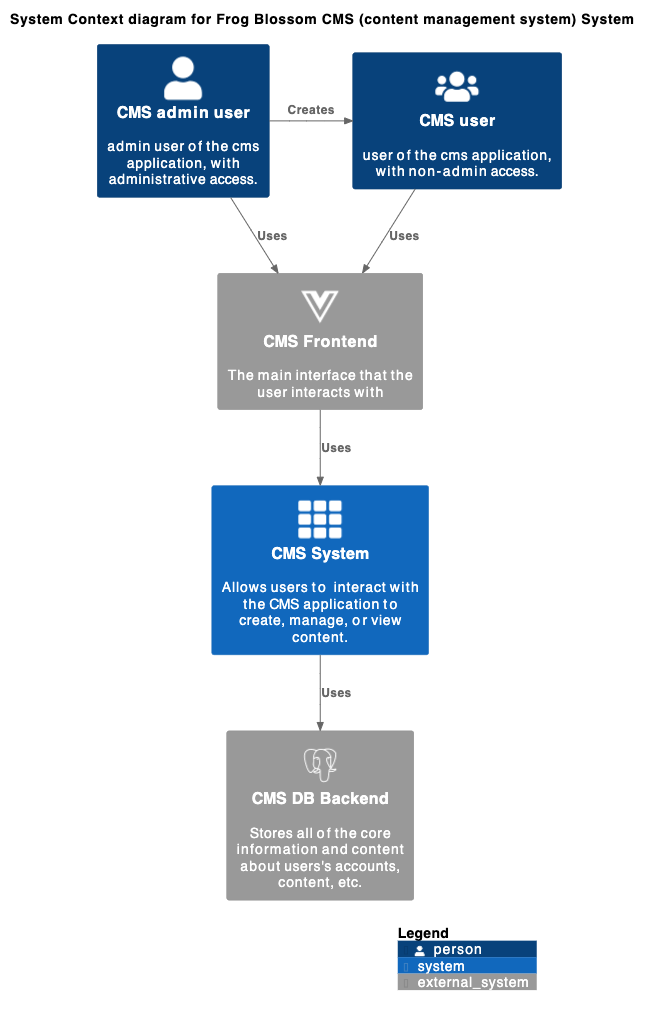 System Context diagram for Frog Blossom CMS (content management system) System
CMS admin user
admin user of the cms
application, with
administrative access.
Creates
CMS user
user of the cms application,
with non-admin access.
Uses
Uses
CMS Frontend
The main interface that the
user interacts with
Uses
CMS System
Allows users to interact with
the CMS application to
create, manage, or view
content.
Uses
CMS DB Backend
Stores all of the core
information and content
about users's accounts,
content, etc.
Legend
person
system
external_system